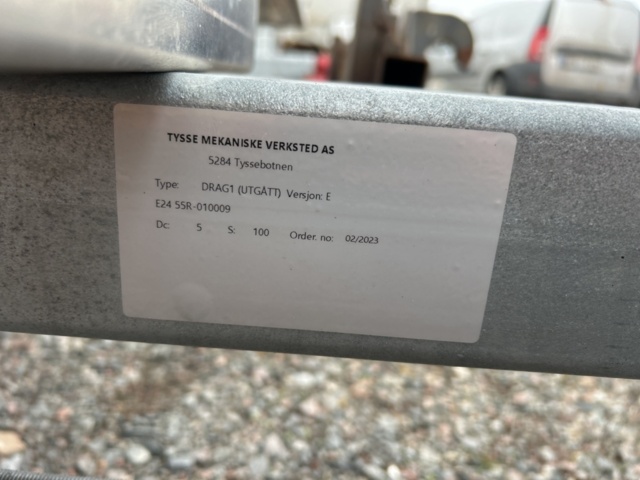 TYSSE MEKANISKE VERKSTED AS
5284 Tyssebotnen
Type: DRAG1 (UTGÅTT) Versjon: E
E24 55R-010009
Dc: 5 S: 100 Order. no: 02/2023